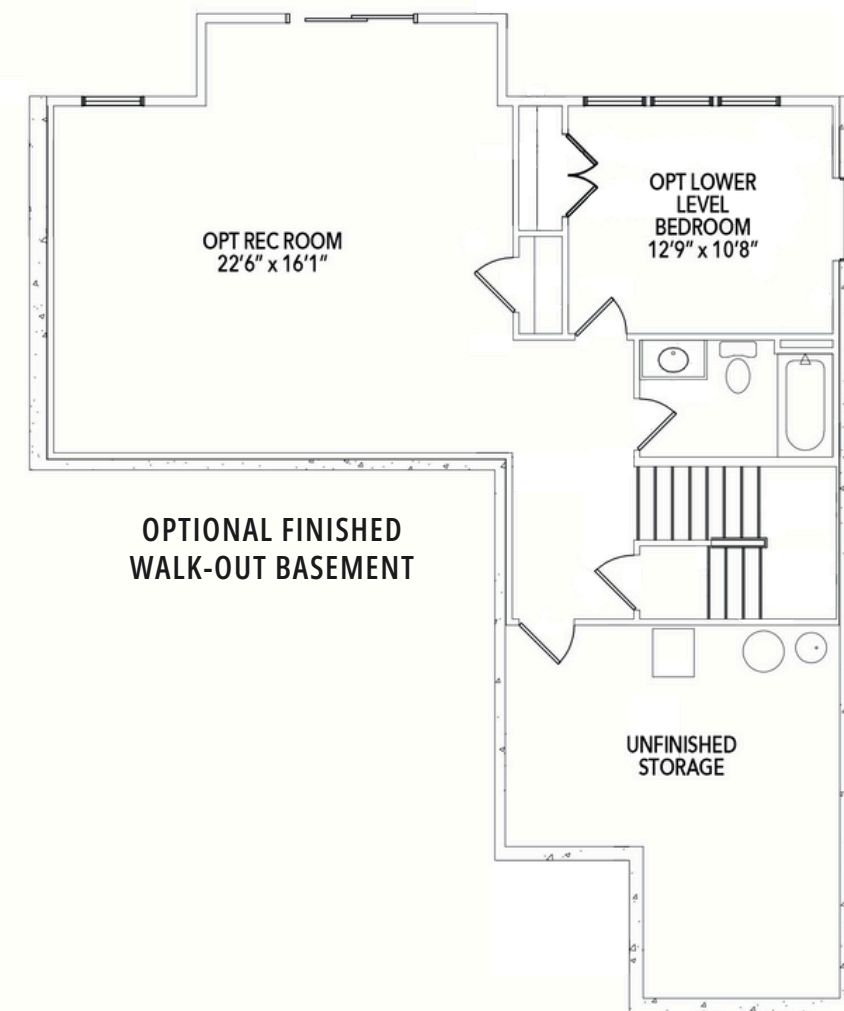 OPT REC ROOM
22'6” x 16'1”
OPT LOWER
LEVEL
BEDROOM
12'9” x 10'8”
OPTIONAL FINISHED
WALK-OUT BASEMENT
UNFINISHED
STORAGE